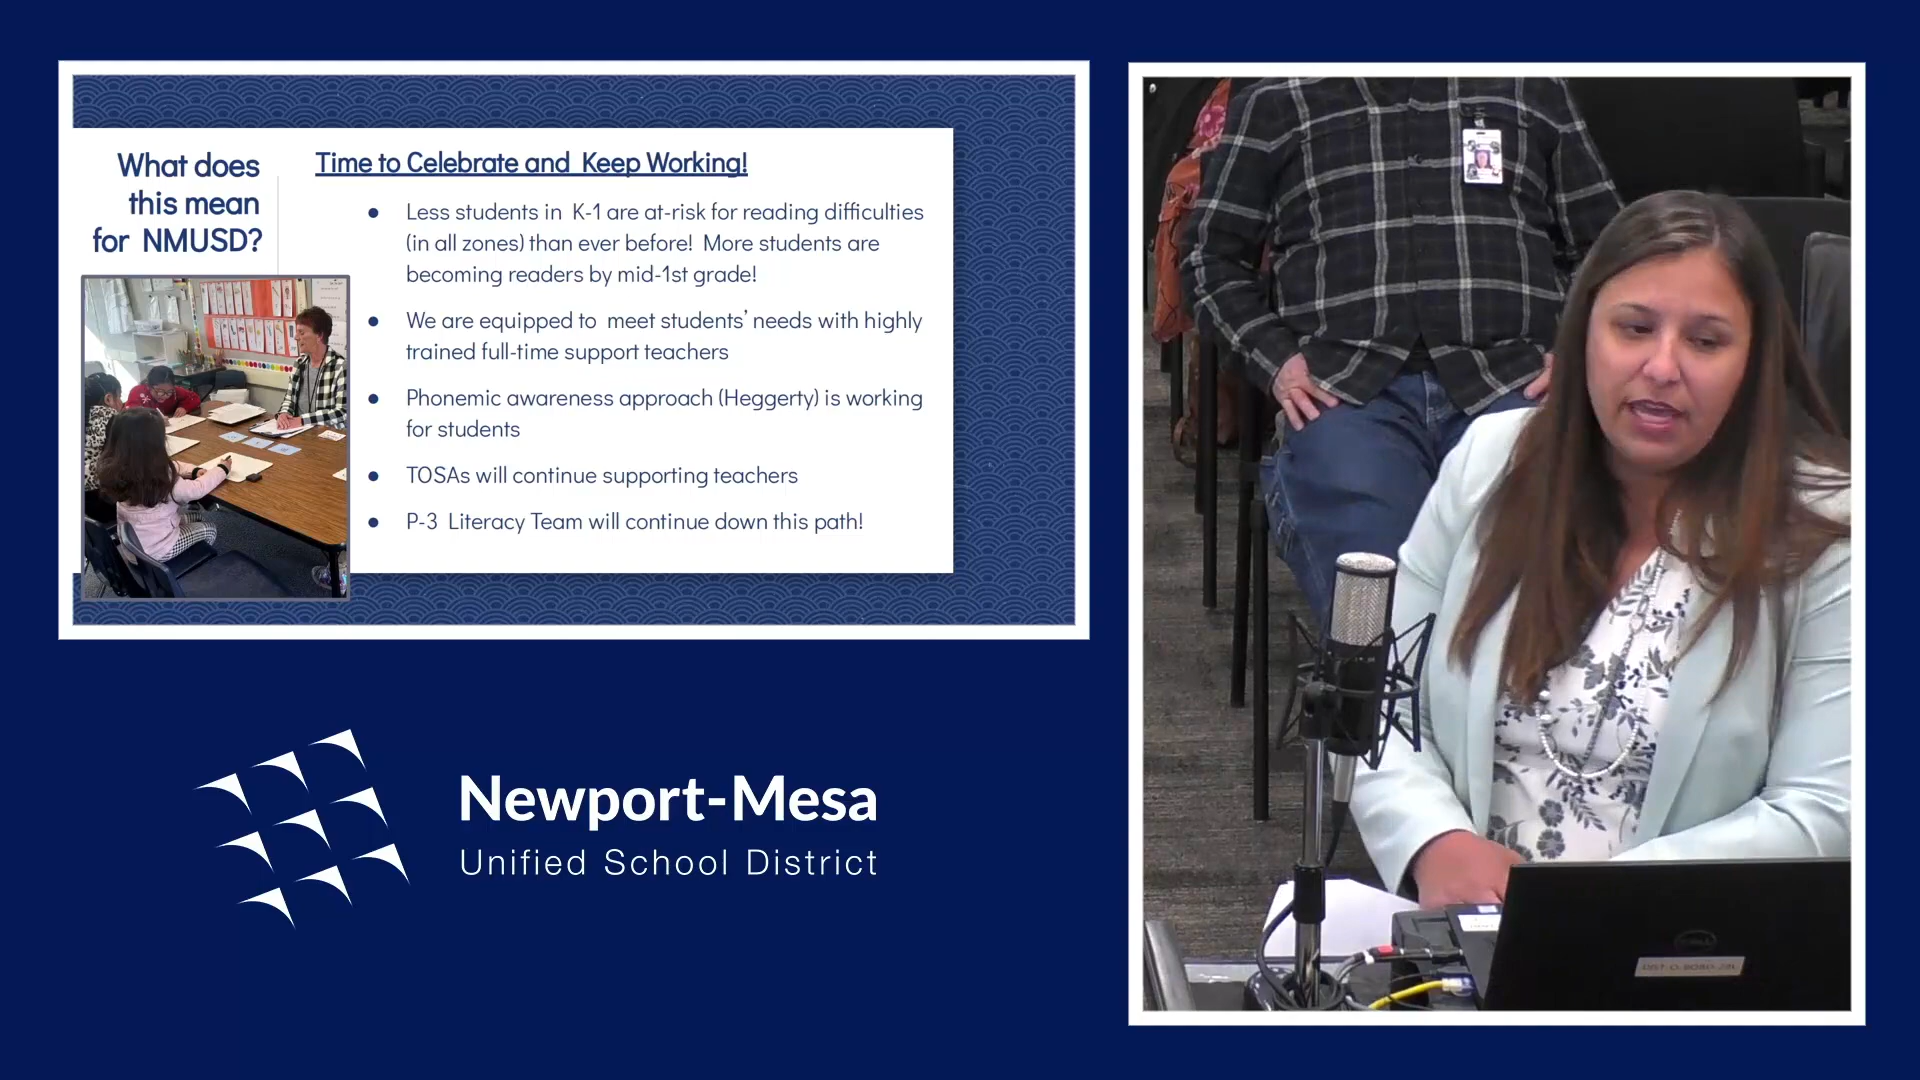 What does
this mean
for NMUSD?
Time to Celebrate and Keep Working!
● Less students in K-1 are at-risk for reading difficulties
(in all zones) than ever before! More students are
becoming readers by mid-1st grade!
● We are equipped to meet students’ needs with highly
trained full-time support teachers
● Phonemic awareness approach (Heggerty) is working
for students
● TOSAs will continue supporting teachers
● P-3 Literacy Team will continue down this path!
Newport-Mesa
Unified School District
DELL